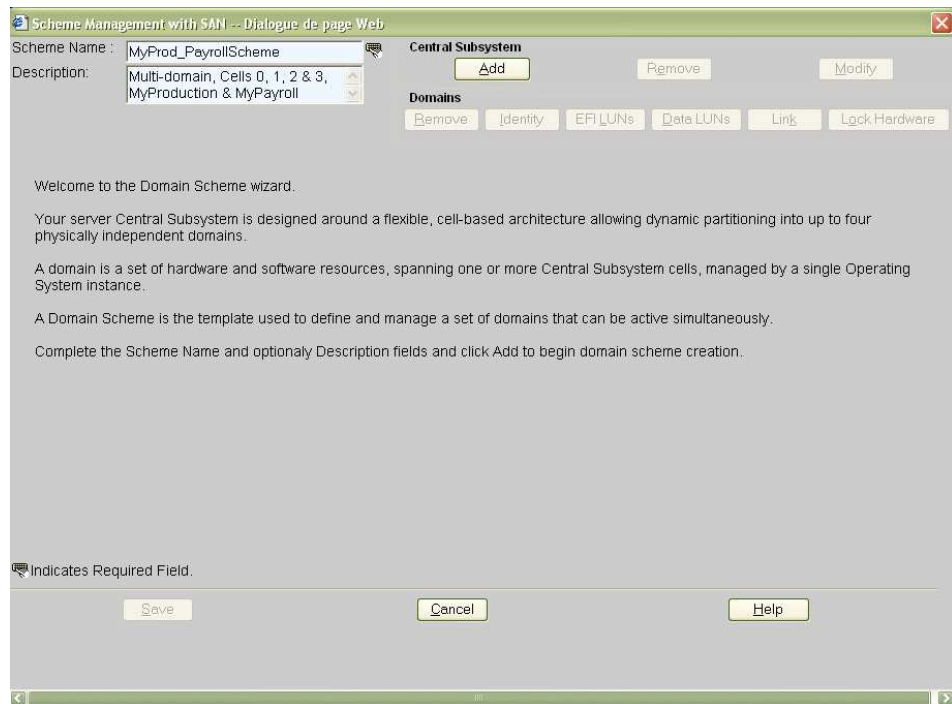 Scheme Management with SAN -- Dialogue de page Web
Scheme Name : MyProd_PayrollScheme
Description: Multi-domain, Cells 0, 1, 2 & 3,
MyProduction & MyPayroll
Central Subsystem
Add Remove Modify
Domains
Remove Identity EFI LUNs Data LUNs Link Lock Hardware
Welcome to the Domain Scheme wizard.
Your server Central Subsystem is designed around a flexible, cell-based architecture allowing dynamic partitioning into up to four
physically independent domains.
A domain is a set of hardware and software resources, spanning one or more Central Subsystem cells, managed by a single Operating
System instance.
A Domain Scheme is the template used to define and manage a set of domains that can be active simultaneously.
Complete the Scheme Name and optionaly Description fields and click Add to begin domain scheme creation.
Indicates Required Field.
Save Cancel Help